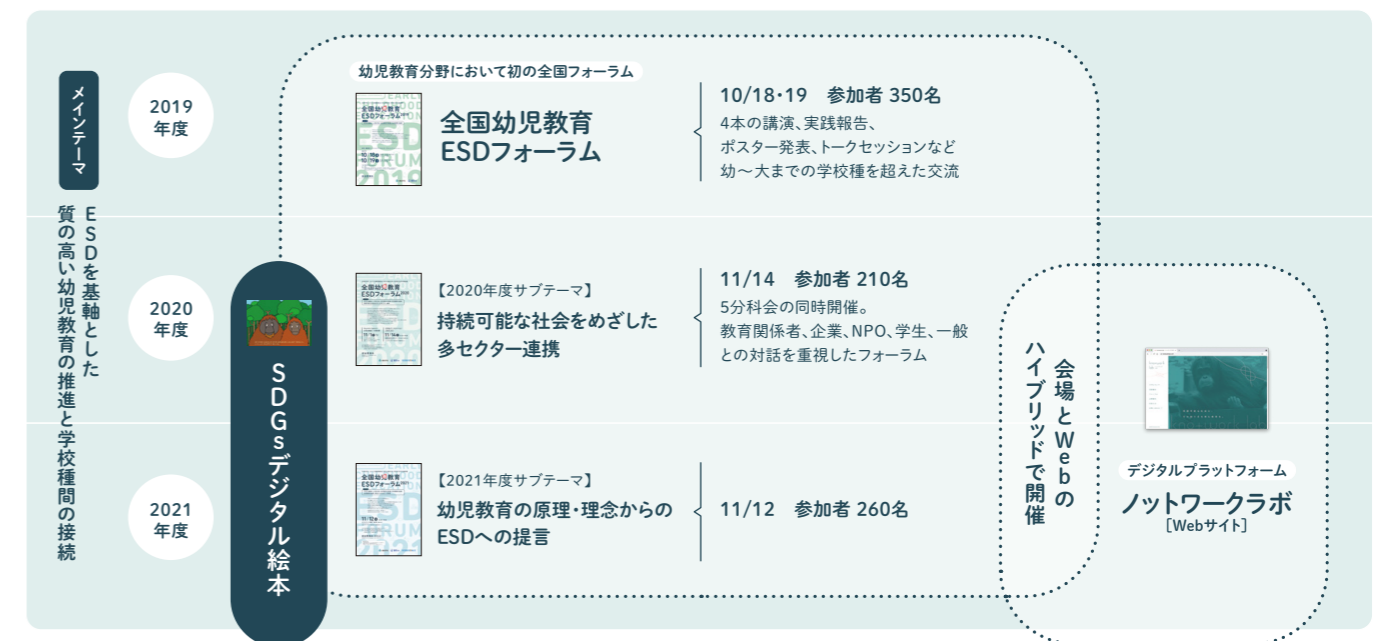 メインテーマ
ESDを基軸とした
質の高い幼児教育の推進と学校種間の接続
2019
年度
幼児教育分野において初の全国フォーラム
全国幼児教育
ESDフォーラム
10/18・19　参加者 350名
4本の講演、実践報告、
ポスター発表、トークセッションなど
幼〜大までの学校種を超えた交流
2020
年度
【2020年度サブテーマ】
持続可能な社会をめざした
多セクター連携
11/14　参加者 210名
5分科会の同時開催。
教育関係者、企業、NPO、学生、一般
との対話を重視したフォーラム
2021
年度
【2021年度サブテーマ】
幼児教育の原理・理念からの
ESDへの提言
11/12　参加者 260名
SDGsデジタル絵本
会場とWebの
ハイブリッドで開催
デジタルプラットフォーム
ノットワークラボ
［Webサイト］